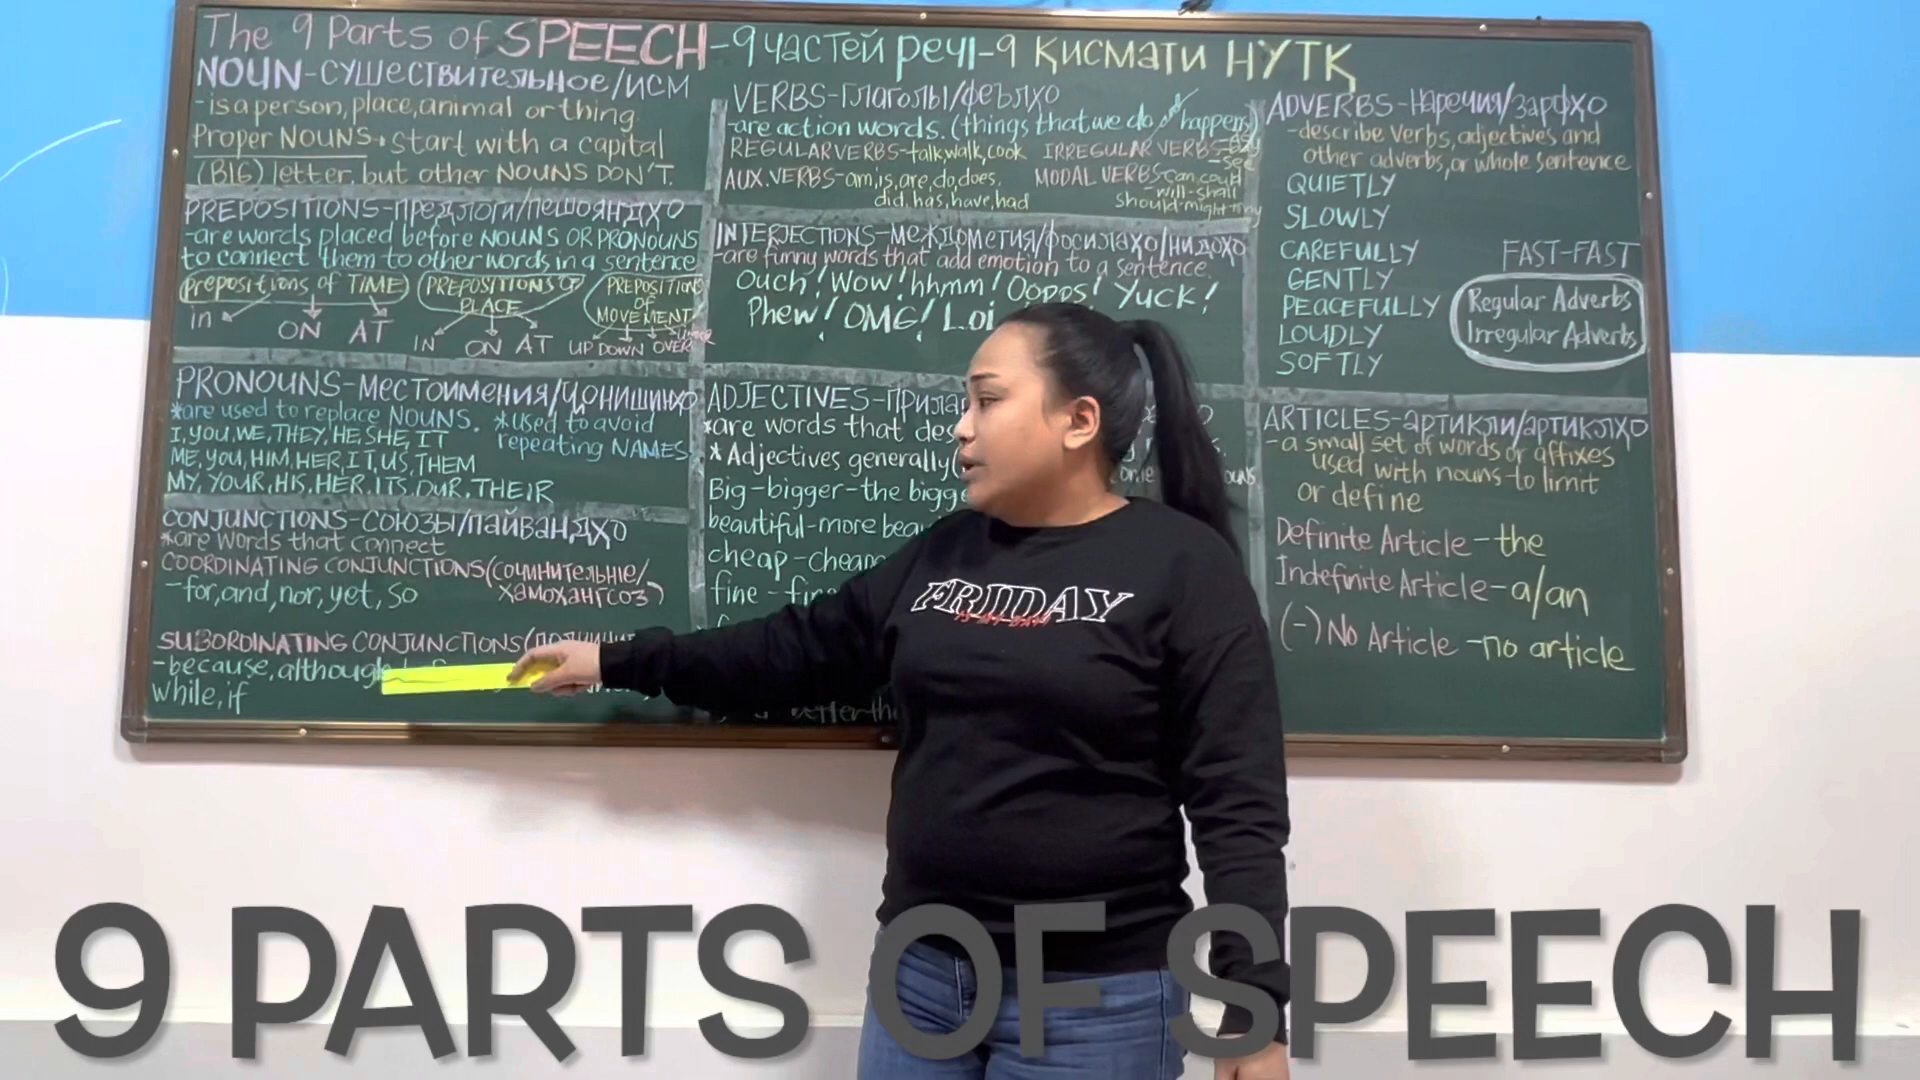 The 9 Parts of SPEECH-9 частей речі-9 Қисмати НУТҚ
NOUN-СУЩЕСТВИТЕЛЬНОЕ/ИСМ
-is a person, place, animal or thing
Proper NOUNS→start with a capital
(BIG) letter, but other NOUNS DON'T.
PREPOSITIONS-предлоги/пешояндҳо
-are words placed before NOUNS OR PRONOUNS
to connect them to other words in a sentence
Prepositions of TIME
in ON AT
PREPOSITIONS OF
PLACE
IN ON AT
PREPOSITIONS
OF
MOVEMENT
UP DOWN OVER
PRONOUNS-местоимения/Ҷонишинҳо
*are used to replace NOUNS. *used to avoid
repeating NAMES
I, YOU, WE, THEY, HE, SHE, IT
ME, YOU, HIM, HER, IT, US, THEM
MY, YOUR, HIS, HER, ITS, OUR, THEIR
CONJUNCTIONS-союзы/пайвандҳо
*are words that connect
COORDINATING CONJUNCTIONS(сочинительные/
ҳамоҳангсоз)
-for, and, nor, yet, so
SUBORDINATING CONJUNCTIONS(
-because, although
while, if
VERBS-Глаголы/феълҳо
-are action words. (things that we do happens)
REGULAR VERBS-talk, walk, cook IRREGULAR VERBS
-see
AUX. VERBS-am, is, are, do, does,
did, has, have, had
MODAL VERBS can could
-will-shall
should-might
INTERJECTIONS-междометия/фосилаҳо/нидоҳо
-are funny words that add emotion to a sentence.
Ouch! Wow! hhmm! Oopps! Yuck!
Phew! OMG!
ADJECTIVES-
*are words that
*Adjectives generally
Big-bigger-the
beautiful-more
cheap-
fine-
ADVERBS-Наречия/зарфҳо
-describe verbs, adjectives and
other adverbs, or whole sentence
QUIETLY
SLOWLY
CAREFULLY
GENTLY
PEACEFULLY
LOUDLY
SOFTLY
FAST-FAST
Regular Adverbs
Irregular Adverbs
ARTICLES-артикли/артиклҳо
-a small set of words or affixes
used with nouns-to limit
or define
Definite Article-the
Indefinite Article-a/an
(-) No Article-no article
FRIIDAY
9 PARTS OF SPEECH